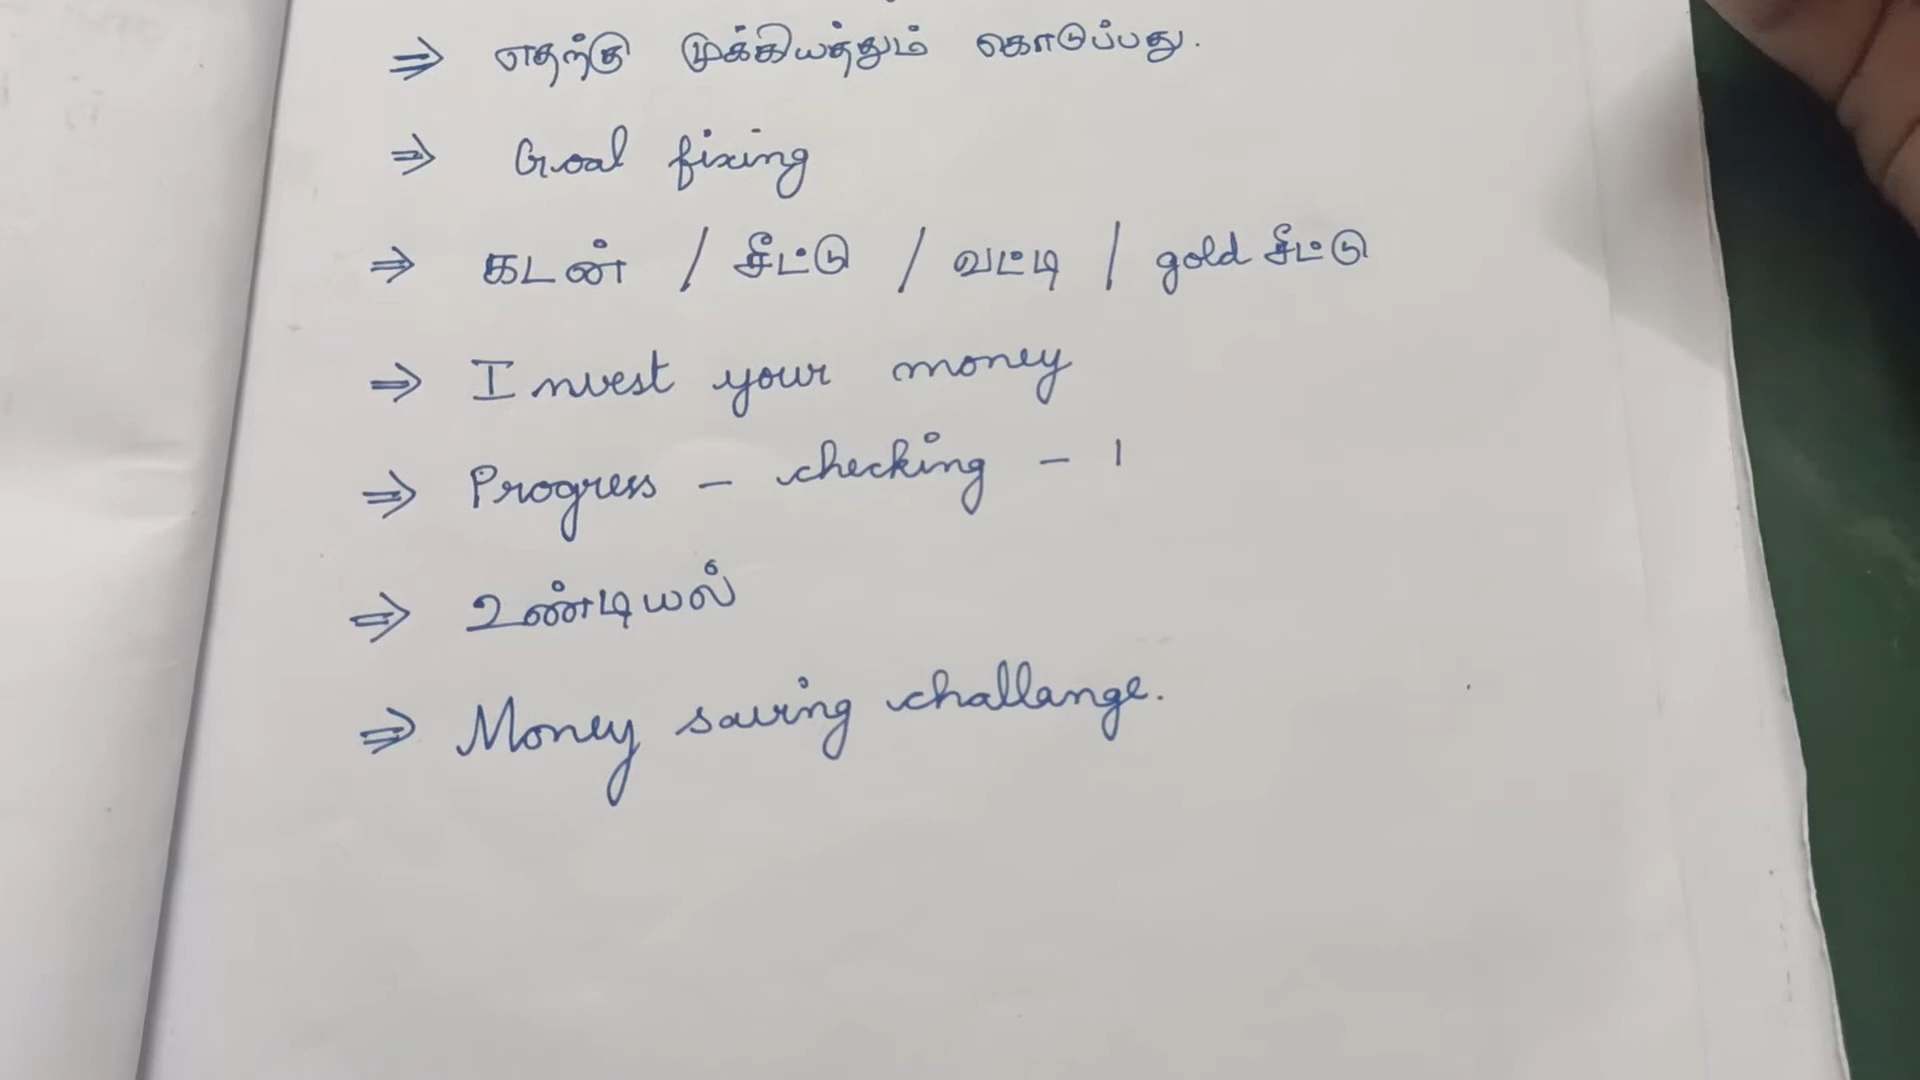 ⇒ எதற்கு முக்கியத்தும் கொடுப்பது.
⇒ Goal fixing
⇒ கடன் / சீட்டு / வட்டி / gold சீட்டு
⇒ Invest your money
⇒ Progress - checking - 1
⇒ உண்டியல்
⇒ Money saving challange.